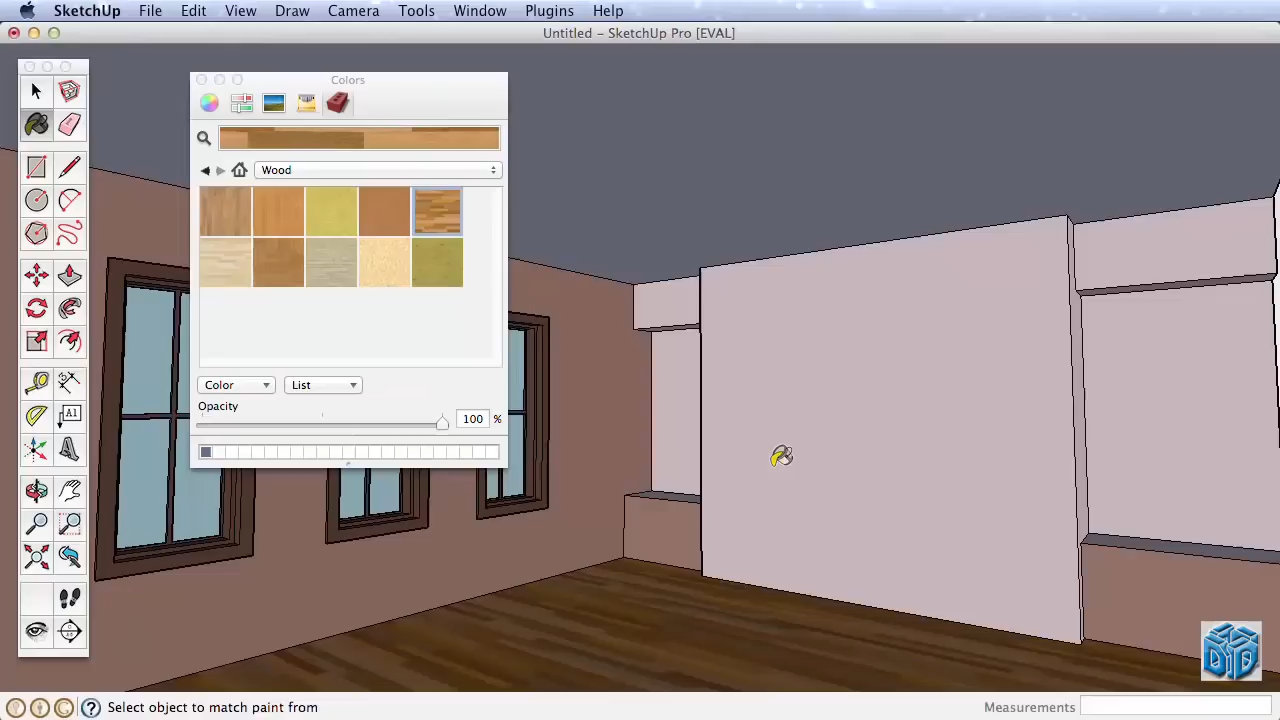 SketchUp File Edit View Draw Camera Tools Window Plugins Help
Untitled – SketchUp Pro [EVAL]
Colors
Wood
Color List
Opacity
100 %
A1
Select object to match paint from
Measurements